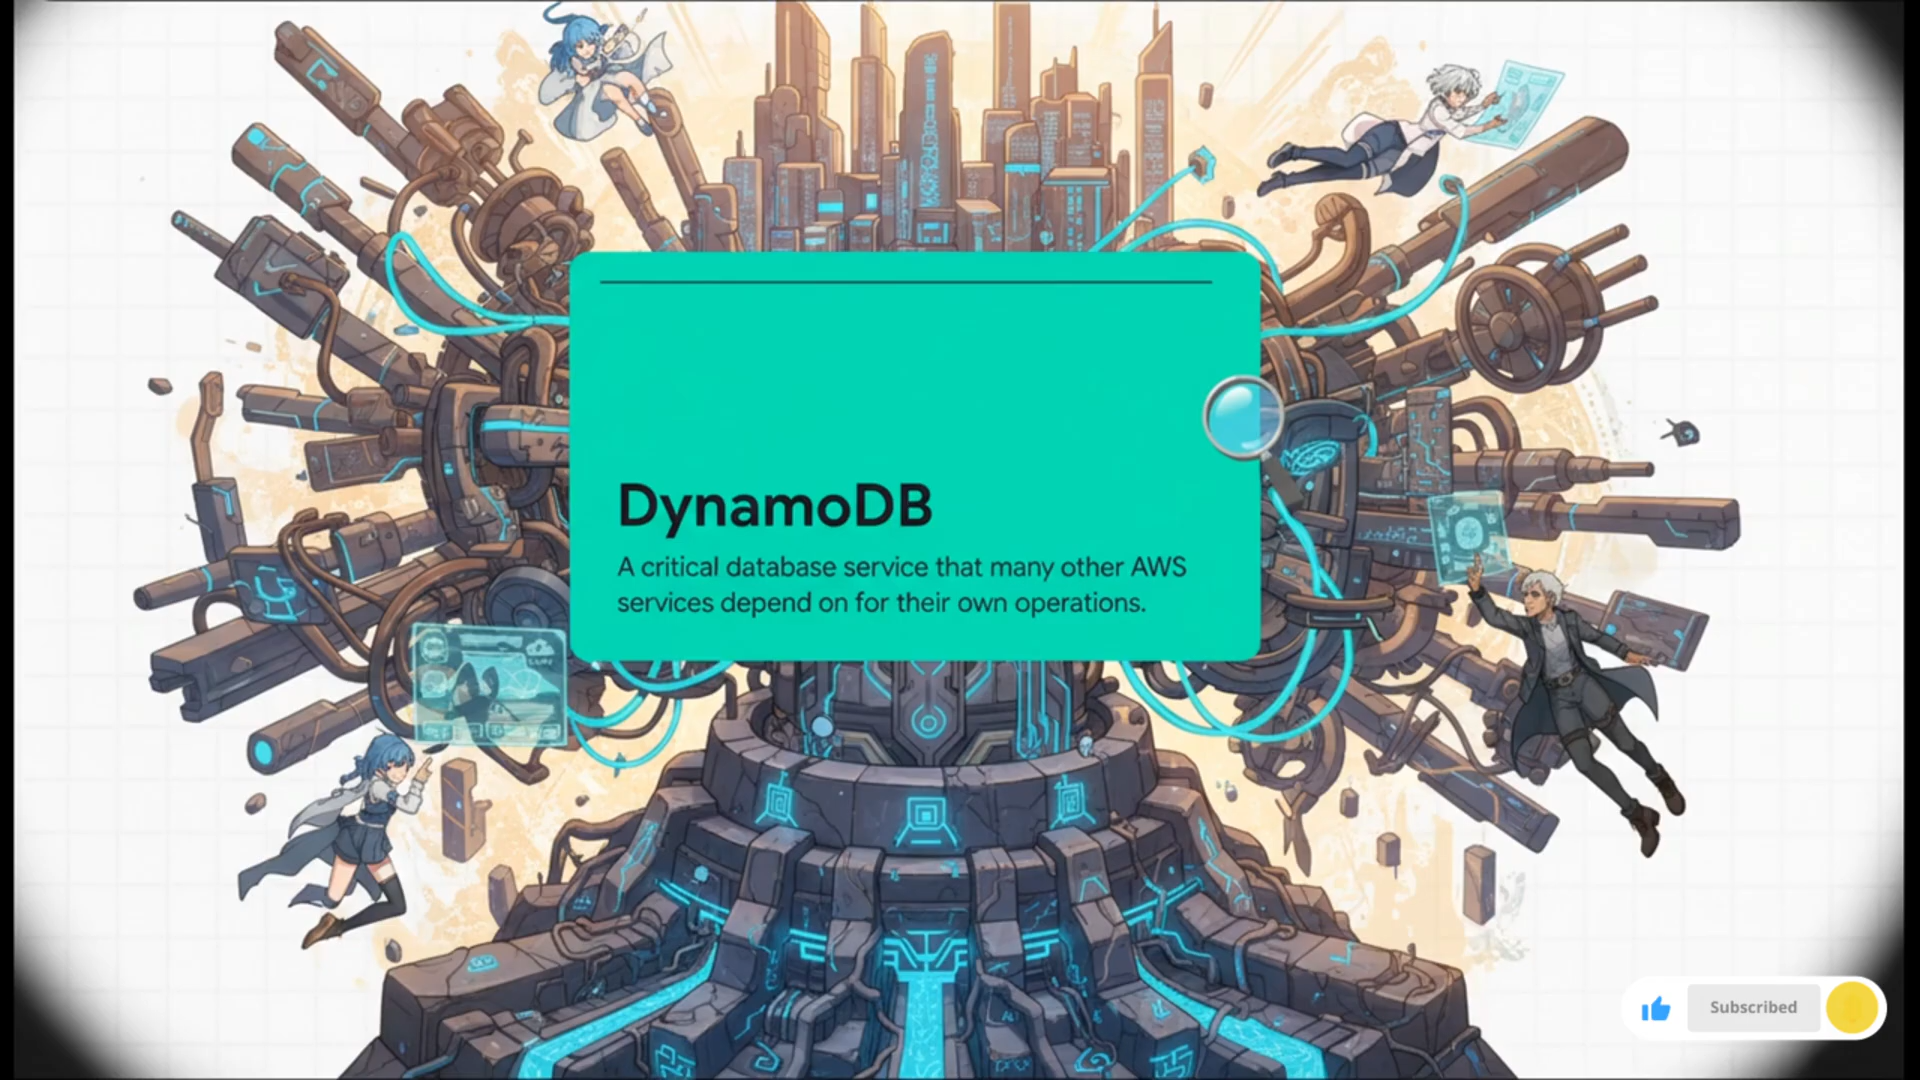 DynamoDB
A critical database service that many other AWS
services depend on for their own operations.
Subscribed